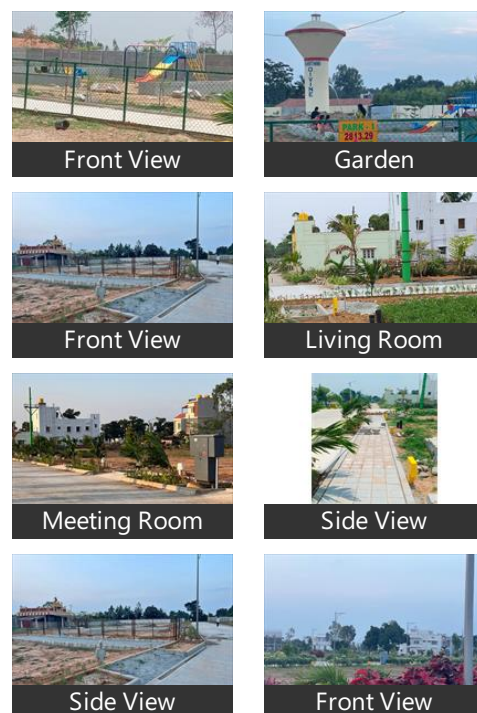 Front View
Garden
PARK - 1
2813.29
Front View
Living Room
Meeting Room
Side View
Side View
Front View